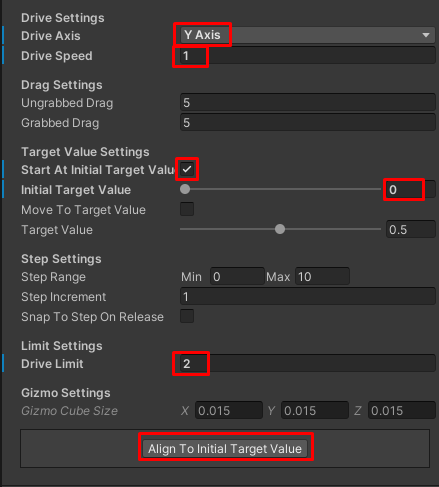 Drive Settings
Drive Axis Y Axis
Drive Speed 1
Drag Settings
Ungrabbed Drag 5
Grabbed Drag 5
Target Value Settings
Start At Initial Target Value
Initial Target Value 0
Move To Target Value
Target Value 0.5
Step Settings
Step Range Min 0 Max 10
Step Increment 1
Snap To Step On Release
Limit Settings
Drive Limit 2
Gizmo Settings
Gizmo Cube Size X 0.015 Y 0.015 Z 0.015
Align To Initial Target Value